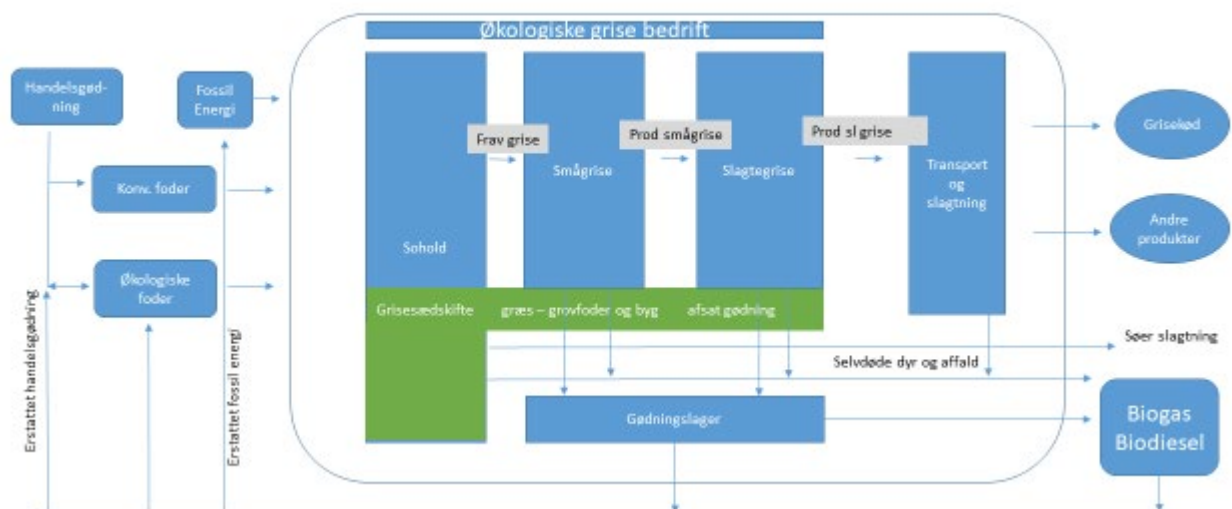 Økologiske grise bedrift
Handelsgød-
ning
Fossil
Energi
Konv. foder
Økologiske
foder
Erstattet handelsgødning
Erstattet fossil energi
Sohold
Frav grise
Smågrise
Prod smågrise
Slagtegrise
Prod sl grise
Transport
og
slagtning
Grisekød
Andre
produkter
Grisesædskifte
græs – grovfoder og byg
afsat gødning
Søer slagtning
Selvdøde dyr og affald
Gødningslager
Biogas
Biodiesel